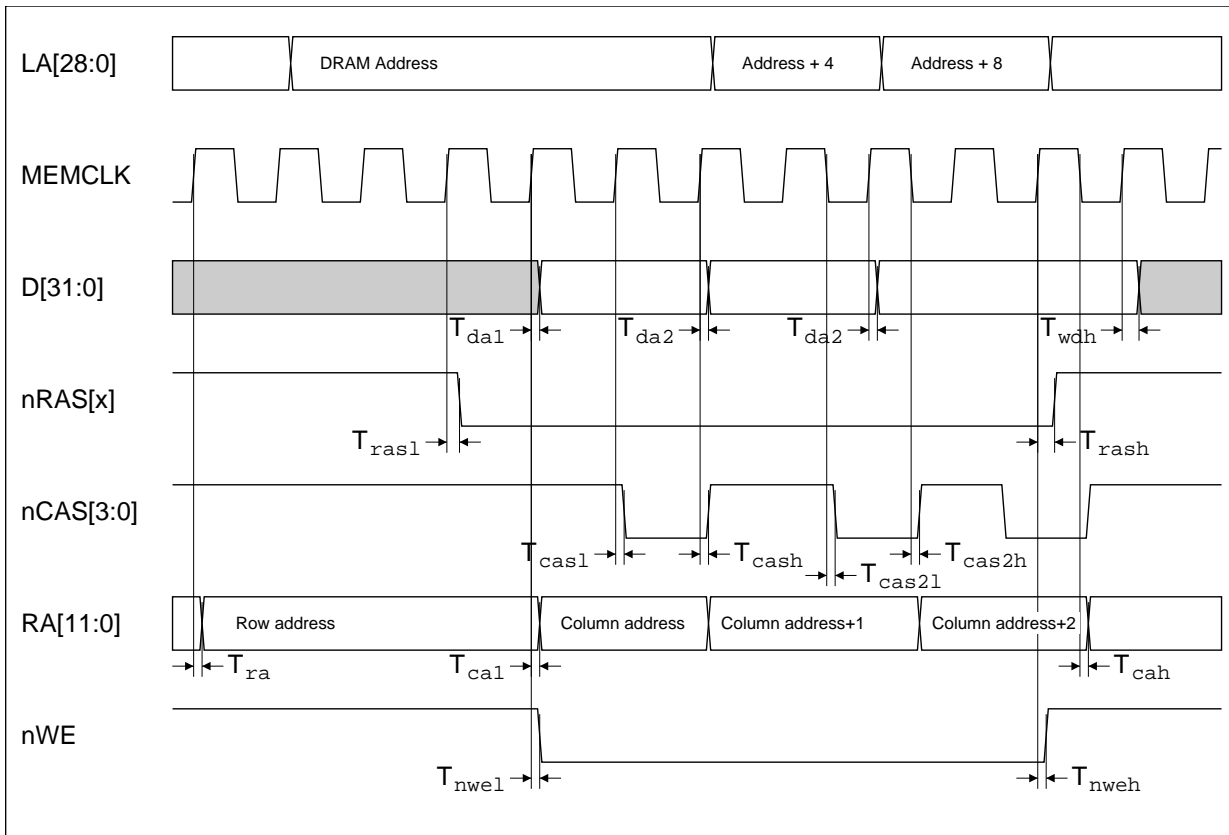 LA[28:0]
DRAM Address
Address + 4
Address + 8
MEMCLK
D[31:0]
Tda1
Tda2
Tda2
Twdh
nRAS[x]
Trasl
Trash
nCAS[3:0]
Tcasl
Tcash
Tcas2l
Tcas2h
RA[11:0]
Row address
Column address
Column address+1
Column address+2
Tra
Tca1
Tcah
nWE
Tnwel
Tnweh